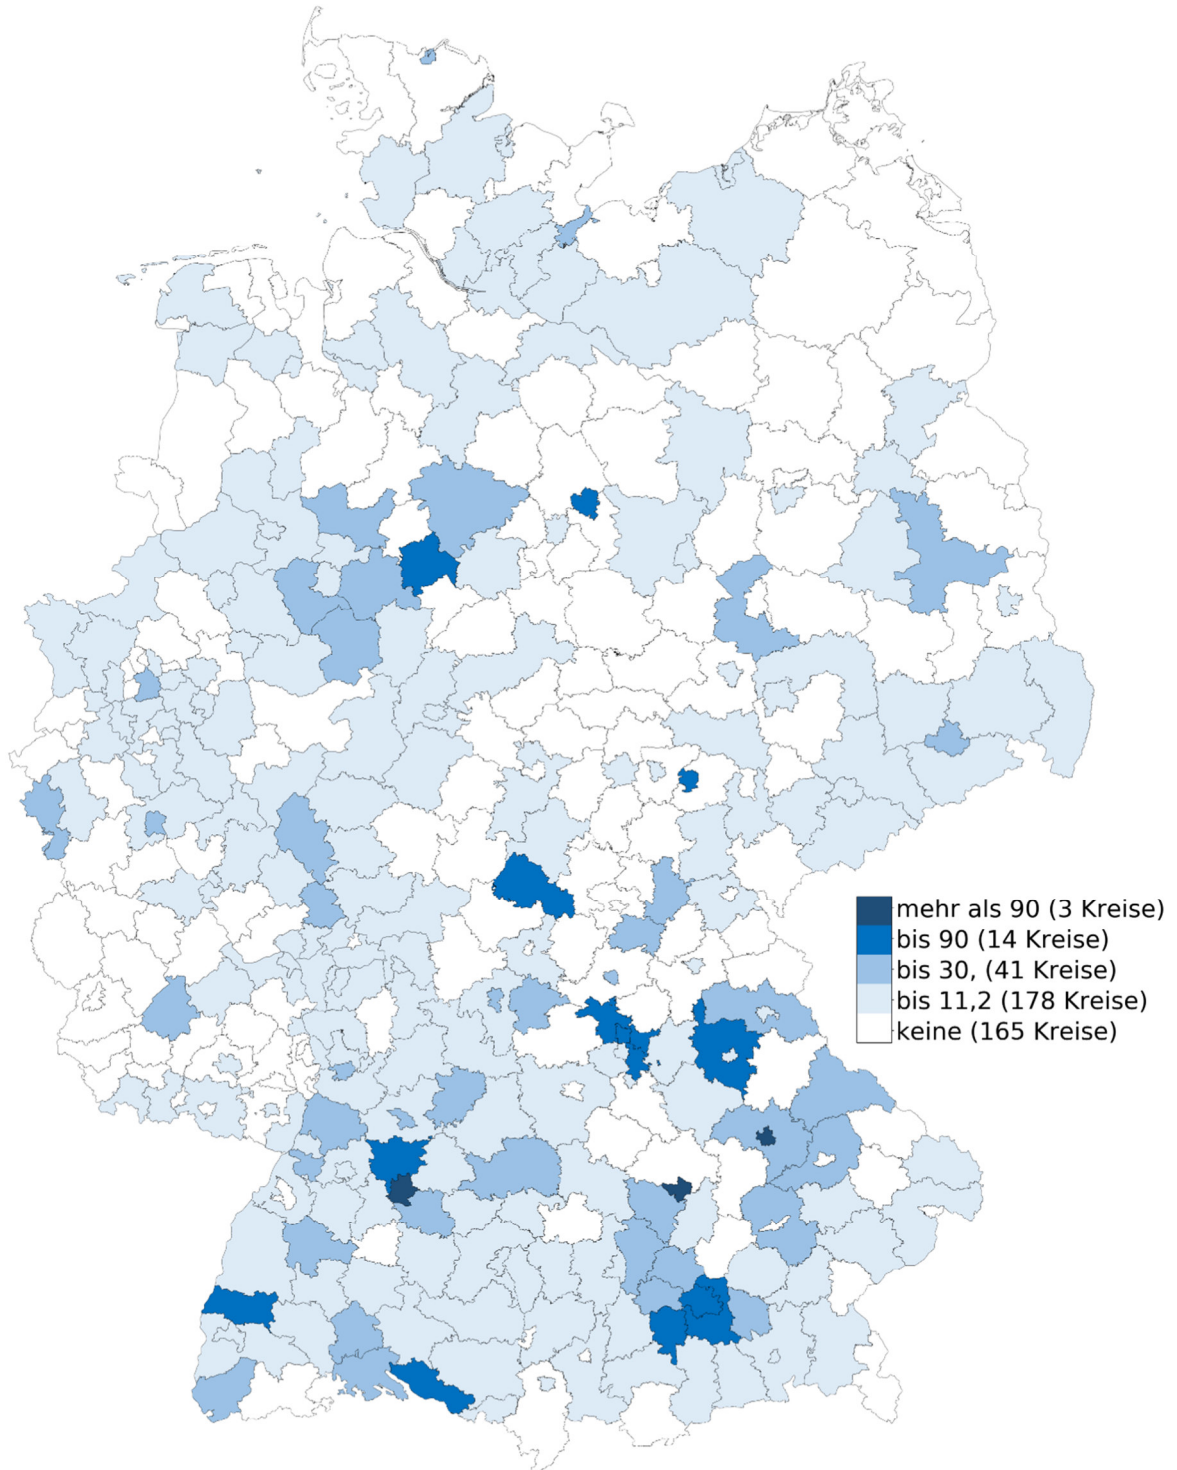 mehr als 90 (3 Kreise)
bis 90 (14 Kreise)
bis 30, (41 Kreise)
bis 11,2 (178 Kreise)
keine (165 Kreise)